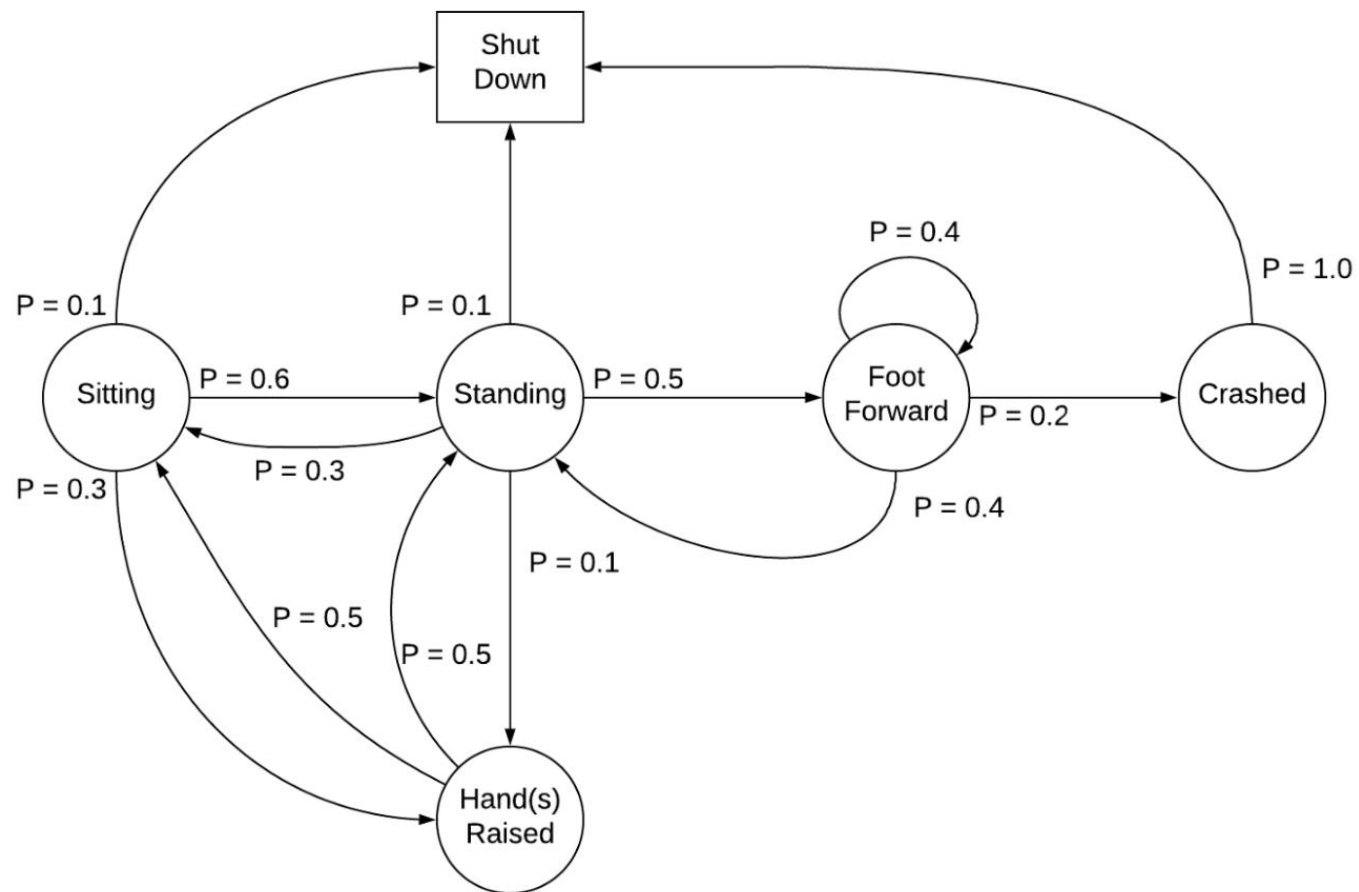 Shut
Down
P = 0.4
P = 1.0
P = 0.1
P = 0.1
Sitting
P = 0.6
Standing
P = 0.5
Foot
Forward
P = 0.2
Crashed
P = 0.3
P = 0.3
P = 0.4
P = 0.1
P = 0.5
P = 0.5
Hand(s)
Raised